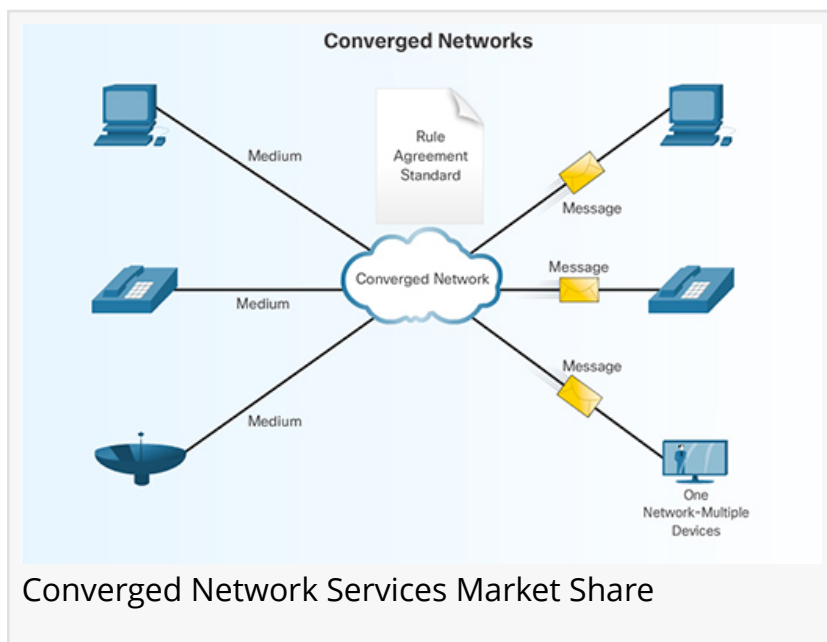 Converged Networks
Rule
Agreement
Standard
Medium
Message
Converged Network
Medium
Message
Medium
Message
One
Network-Multiple
Devices
Converged Network Services Market Share